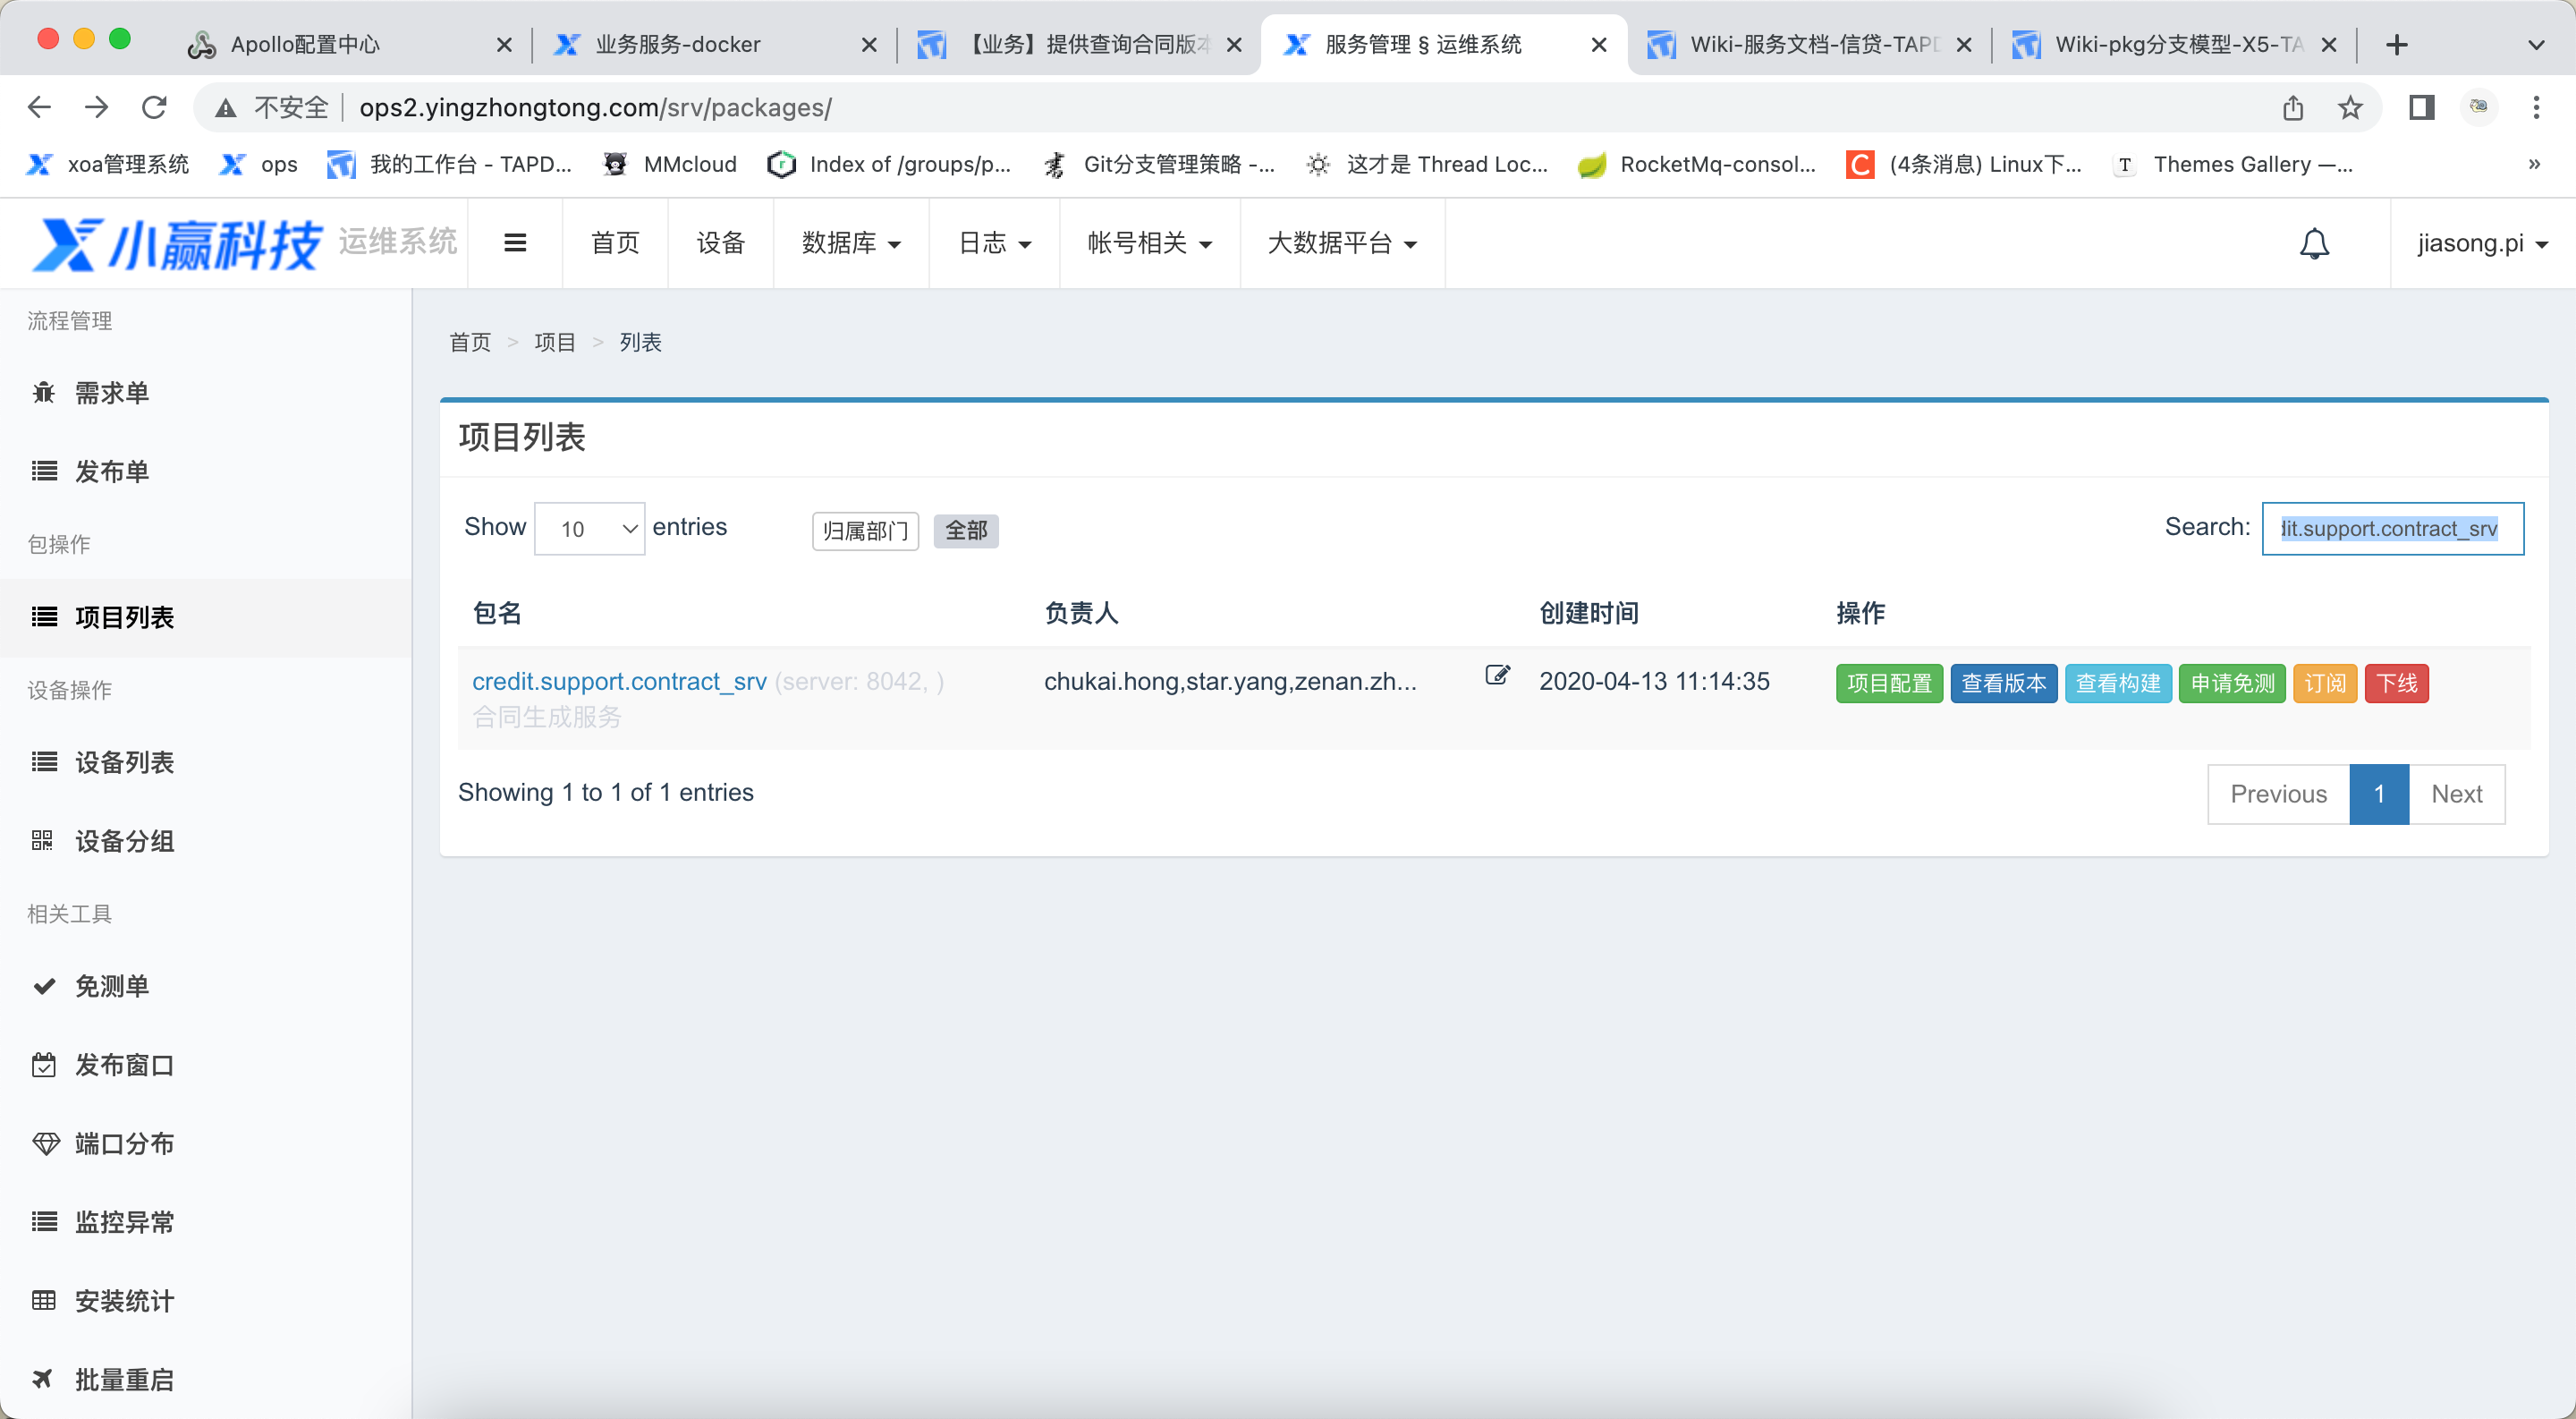 Apollo配置中心
业务服务-docker
【业务】提供查询合同版本
服务管理 § 运维系统
Wiki-服务文档-信贷-TAPD
Wiki-pkg分支模型-X5-TA
不安全
ops2.yingzhongtong.com/srv/packages/
xoa管理系统
ops
我的工作台 - TAPD...
MMcloud
Index of /groups/p...
Git分支管理策略 -...
这才是 Thread Loc...
RocketMq-consol...
(4条消息) Linux下...
Themes Gallery —...
»
小赢科技 运维系统
首页
设备
数据库
日志
帐号相关
大数据平台
jiasong.pi
流程管理
需求单
发布单
包操作
项目列表
设备操作
设备列表
设备分组
相关工具
免测单
发布窗口
端口分布
监控异常
安装统计
批量重启
首页 > 项目 > 列表
项目列表
Show 10 entries
归属部门 全部
Search: dit.support.contract_srv
包名 负责人 创建时间 操作
credit.support.contract_srv (server: 8042, ) chukai.hong,star.yang,zenan.zh... 2020-04-13 11:14:35 项目配置 查看版本 查看构建 申请免测 订阅 下线
合同生成服务
Showing 1 to 1 of 1 entries
Previous 1 Next